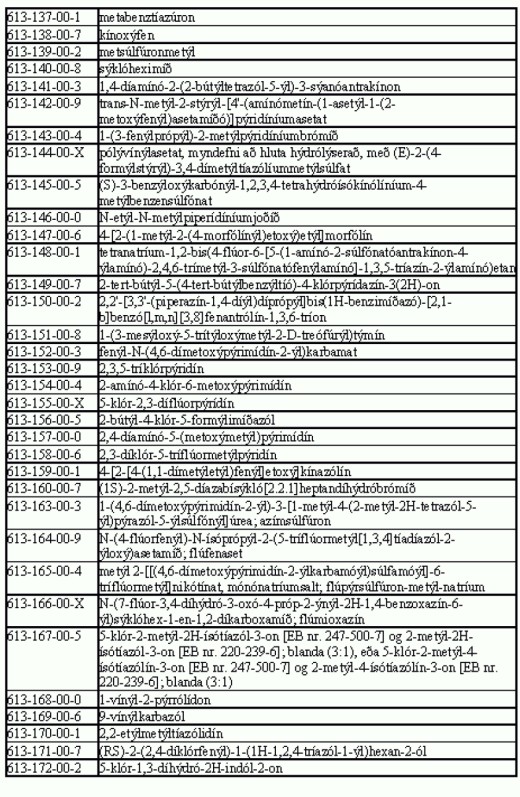 613-137-00-1 metabenztíazúron
613-138-00-7 kínoxýfen
613-139-00-2 metsúlfúronmetýl
613-140-00-8 sýklóheximíð
613-141-00-3 1,4-díamínó-2-(2-bútýltetrazól-5-ýl)-3-sýanóantrakínon
613-142-00-9 trans-N-metýl-2-stýrýl-[4'-(amínómetín-(1-asetýl-1-(2-
metoxýfenýl)asetamíðó)]pýridíníumasetat
613-143-00-4 1-(3-fenýlprópýl)-2-metýlpýridíníumbrómíð
613-144-00-X pólývínýlasetat, myndefni að hluta hýdrólýserað, með (E)-2-(4-
formýlstýrýl)-3,4-dímetýltíazólíummetýlsúlfat
613-145-00-5 (S)-3-benzýloxýkarbónýl-1,2,3,4-tetrahýdróísókínólíníum-4-
metýlbenzensúlfónat
613-146-00-0 N-etýl-N-metýlpiperídíníumjoðíð
613-147-00-6 4-[2-(1-metýl-2-(4-morfólínýl)etoxý)etýl]morfólín
613-148-00-1 tetranatríum-1,2-bis(4-flúor-6-[5-(1-amínó-2-súlfónatóantrakínon-4-
ýlamínó)-2,4,6-trímetýl-3-súlfónatófenýlamínó]-1,3,5-tríazín-2-ýlamínó)etan
613-149-00-7 2-tert-bútýl-5-(4-tert-bútýlbenzýltíó)-4-klórpýrídazín-3(2H)-on
613-150-00-2 2,2'-[3,3'-(piperazín-1,4-díýl)díprópýl]bis(1H-benzimíðazó)-[2,1-
b]benzó[l,m,n][3,8]fenantrólín-1,3,6-tríon
613-151-00-8 1-(3-mesýloxý-5-trítýloxýmetýl-2-D-treófúrýl)týmín
613-152-00-3 fenýl-N-(4,6-dímetoxýpýrimídín-2-ýl)karbamat
613-153-00-9 2,3,5-tríklórpýridín
613-154-00-4 2-amínó-4-klór-6-metoxýpýrimídín
613-155-00-X 5-klór-2,3-díflúorpýrídín
613-156-00-5 2-bútýl-4-klór-5-formýlimíðazól
613-157-00-0 2,4-díamínó-5-(metoxýmetýl)pýrimídín
613-158-00-6 2,3-díklór-5-tríflúormetýlpýridín
613-159-00-1 4-[2-[4-(1,1-dímetýletýl)fenýl]etoxý]kínazólín
613-160-00-7 (1S)-2-metýl-2,5-díazabísýkló[2.2.1]heptandíhýdróbrómíð
613-163-00-3 1-(4,6-dímetoxýpýrimidín-2-ýl)-3-[1-metýl-4-(2-metýl-2H-tetrazól-5-
ýl)pýrazól-5-ýlsúlfónýl]úrea; azímsúlfúron
613-164-00-9 N-(4-flúorfenýl)-N-ísóprópýl-2-(5-tríflúormetýl[1,3,4]tíadíazól-2-
ýloxý)asetamíð; flúfenaset
613-165-00-4 metýl 2-[[(4,6-dímetoxýpýrimidín-2-ýlkarbamóýl)súlfamóýl]-6-
tríflúormetýl]nikótínat, mónónatríumsalt; flúpýrsúlfúron-metýl-natríum
613-166-00-X N-(7-flúor-3,4-díhýdró-3-oxó-4-próp-2-ýnýl-2H-1,4-benzoxazín-6-
ýl)sýklóhex-1-en-1,2-díkarboxamíð; flúmioxazín
613-167-00-5 5-klór-2-metýl-2H-ísótíazól-3-on [EB nr. 247-500-7] og 2-metýl-2H-
ísótíazól-3-on [EB nr. 220-239-6]; blanda (3:1), eða 5-klór-2-metýl-4-
ísótíazólín-3-on [EB nr. 247-500-7] og 2-metýl-4-ísótíazólín-3-on [EB nr.
220-239-6]; blanda (3:1)
613-168-00-0 1-vínýl-2-pýrrólídon
613-169-00-6 9-vínýlkarbazól
613-170-00-1 2,2-etýlmetýltíazólidín
613-171-00-7 (RS)-2-(2,4-díklórfenýl)-1-(1H-1,2,4-tríazól-1-ýl)hexan-2-ól
613-172-00-2 5-klór-1,3-díhýdró-2H-indól-2-on